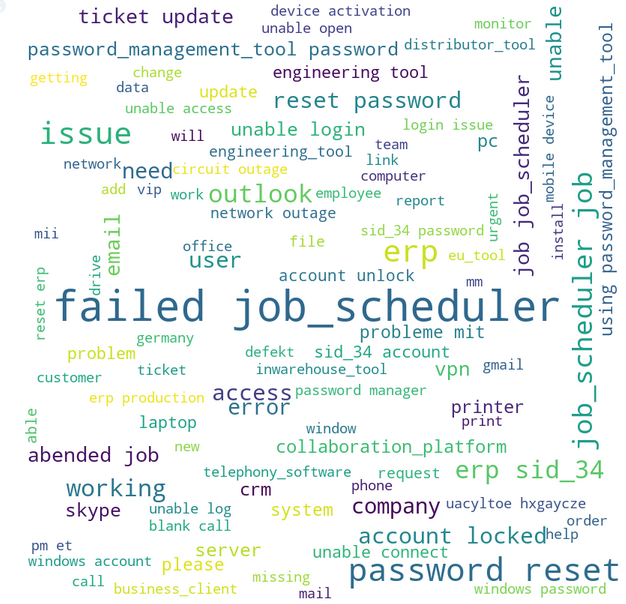 ticket update
device activation
unable open
monitor
unable
password_management_tool password
distributor_tool
using password_management_tool
getting
change
data
update
engineering tool
unable access
reset password
job job_scheduler
mobile device
issue
will
unable login
login issue
pc
team
engineering_tool
link
network
need
circuit outage
computer
add
vip
work
outlook
employee
report
urgent
install
network outage
mii
email
office
user
file
sid_34 password
erp
eu_tool
job_scheduler job
reset erp
drive
account unlock
mm
failed job_scheduler
probleme mit
germany
problem
defekt
sid_34 account
customer
ticket
inwarehouse_tool
vpn
gmail
erp production
access
password manager
error
printer
print
able
laptop
window
abended job
new
collaboration_platform
telephony_software
request
erp sid_34
working
crm
phone
skype
unable log
system
company
uacyltoe hxgaycze
blank call
order
account locked
help
pm et
server
unable connect
windows account
please
password reset
call
business_client
missing
mail
windows password